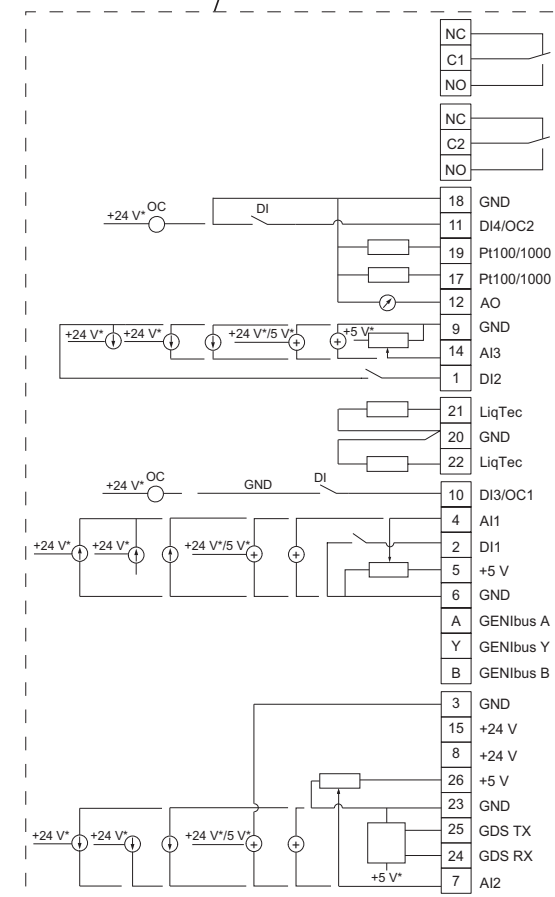 NC
C1
NO
NC
C2
NO
18 GND
+24 V* OC DI 11 DI4/OC2
19 Pt100/1000
17 Pt100/1000
12 AO
9 GND
+24 V* +24 V* +24 V*/5 V* +5 V*
14 AI3
1 DI2
21 LiqTec
20 GND
22 LiqTec
+24 V* OC GND DI 10 DI3/OC1
4 AI1
+24 V* +24 V* +24 V*/5 V* 2 DI1
5 +5 V
6 GND
A GENIbus A
Y GENIbus Y
B GENIbus B
3 GND
15 +24 V
8 +24 V
26 +5 V
23 GND
+24 V* +24 V* +24 V*/5 V* 25 GDS TX
24 GDS RX
+5 V* 7 AI2